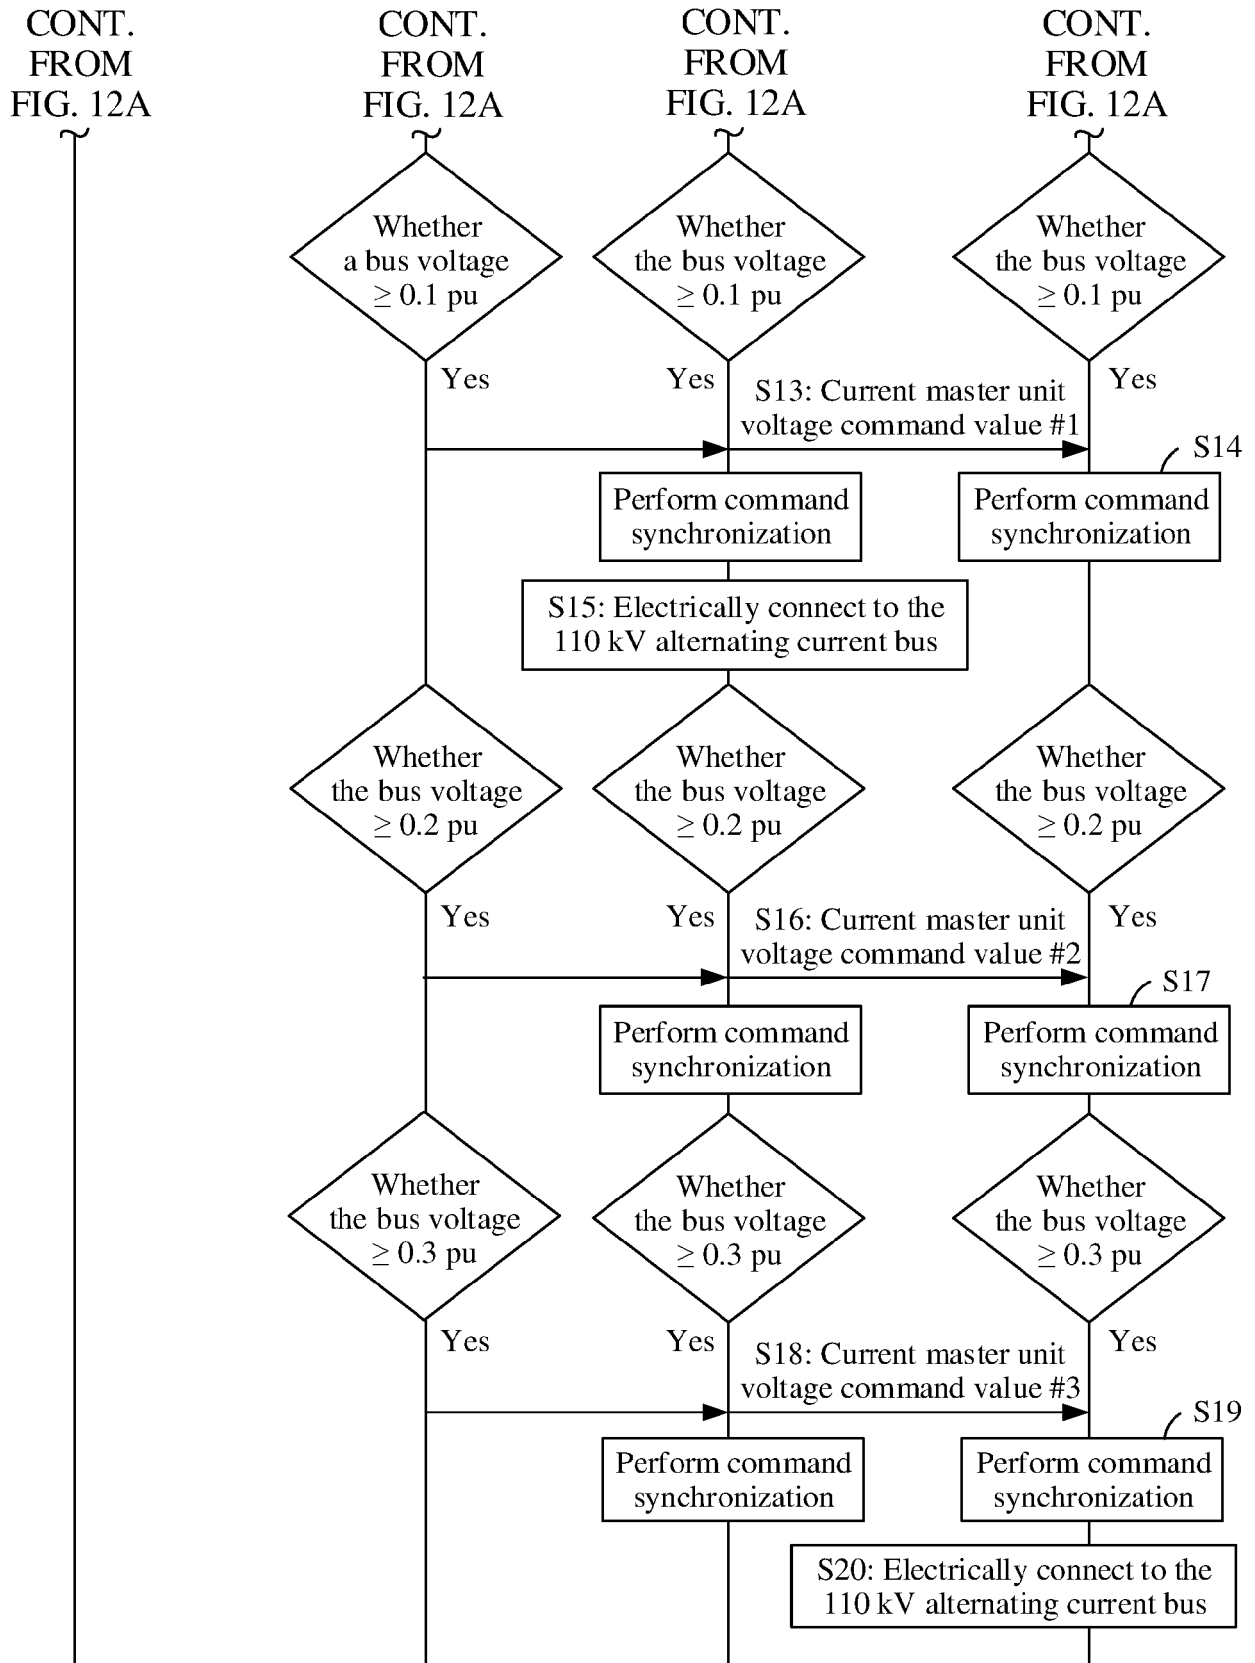 CONT.
FROM
FIG. 12A
CONT.
FROM
FIG. 12A
CONT.
FROM
FIG. 12A
CONT.
FROM
FIG. 12A
Whether
a bus voltage
≥ 0.1 pu
Whether
the bus voltage
≥ 0.1 pu
Whether
the bus voltage
≥ 0.1 pu
Yes
Yes
Yes
S13: Current master unit
voltage command value #1
S14
Perform command
synchronization
Perform command
synchronization
S15: Electrically connect to the
110 kV alternating current bus
Whether
the bus voltage
≥ 0.2 pu
Whether
the bus voltage
≥ 0.2 pu
Whether
the bus voltage
≥ 0.2 pu
Yes
Yes
Yes
S16: Current master unit
voltage command value #2
S17
Perform command
synchronization
Perform command
synchronization
Whether
the bus voltage
≥ 0.3 pu
Whether
the bus voltage
≥ 0.3 pu
Whether
the bus voltage
≥ 0.3 pu
Yes
Yes
Yes
S18: Current master unit
voltage command value #3
S19
Perform command
synchronization
Perform command
synchronization
S20: Electrically connect to the
110 kV alternating current bus